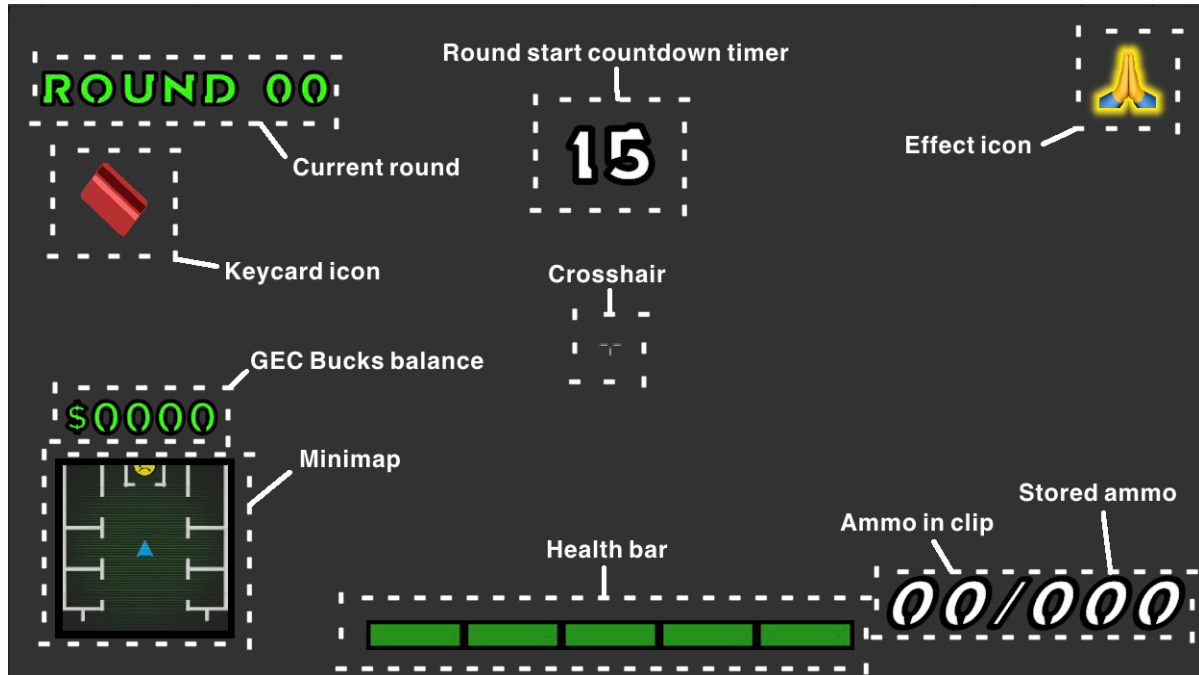 Round start countdown timer
ROUND 00
15
Effect icon
Current round
Keycard icon
Crosshair
GEC Bucks balance
$0000
Minimap
Stored ammo
Ammo in clip
Health bar
00/000